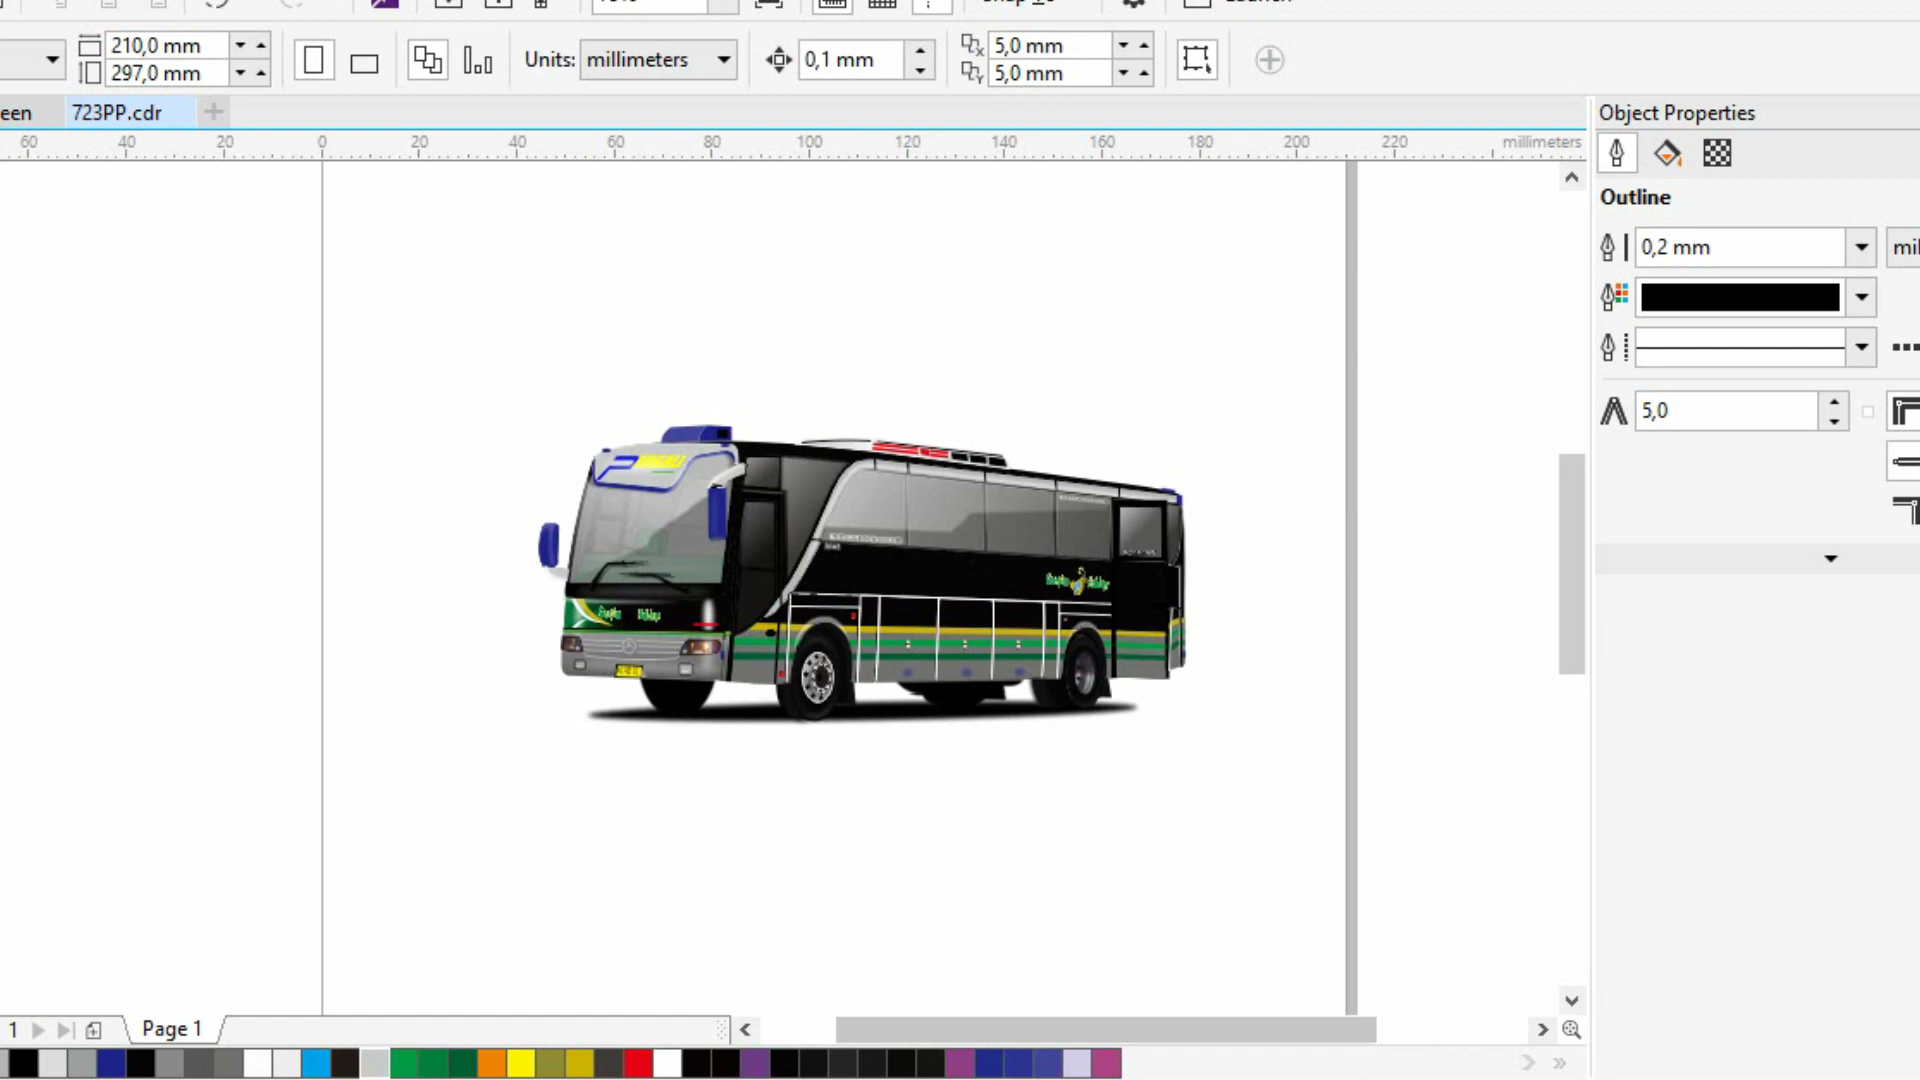 210,0 mm
297,0 mm
Units: millimeters
0,1 mm
5,0 mm
5,0 mm
een
723PP.cdr
60 40 20 0 20 40 60 80 100 120 140 160 180 200 220 millimeters
Object Properties
Outline
0,2 mm
mil
5,0
1
Page 1